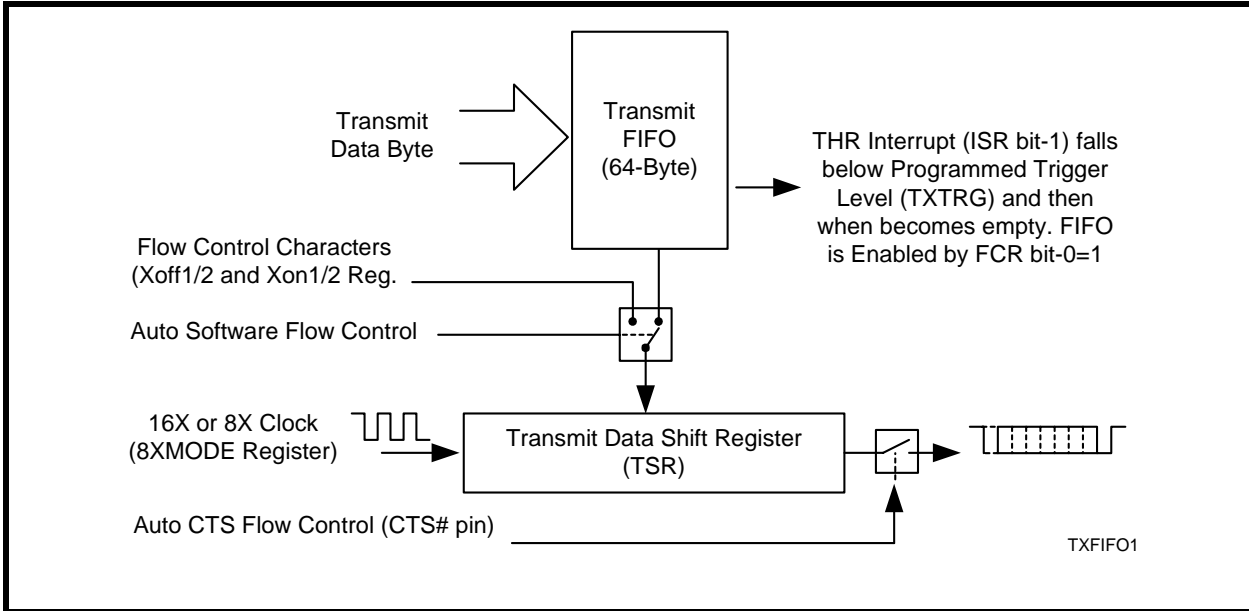 Transmit
Data Byte
Transmit
FIFO
(64-Byte)
THR Interrupt (ISR bit-1) falls
below Programmed Trigger
Level (TXTRG) and then
when becomes empty. FIFO
is Enabled by FCR bit-0=1
Flow Control Characters
(Xoff1/2 and Xon1/2 Reg.
Auto Software Flow Control
16X or 8X Clock
(8XMODE Register)
Transmit Data Shift Register
(TSR)
Auto CTS Flow Control (CTS# pin)
TXFIFO1